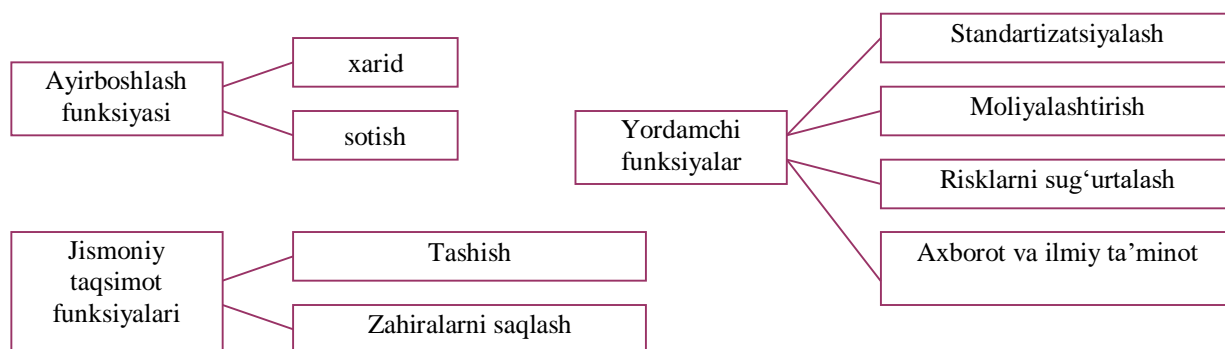 Ayirboshlash
funksiyasi
xarid
sotish
Jismoniy
taqsimot
funksiyalari
Tashish
Zahiralarni saqlash
Yordamchi
funksiyalar
Standartizatsiyalash
Moliyalashtirish
Risklarni sug‘urtalash
Axborot va ilmiy ta’minot